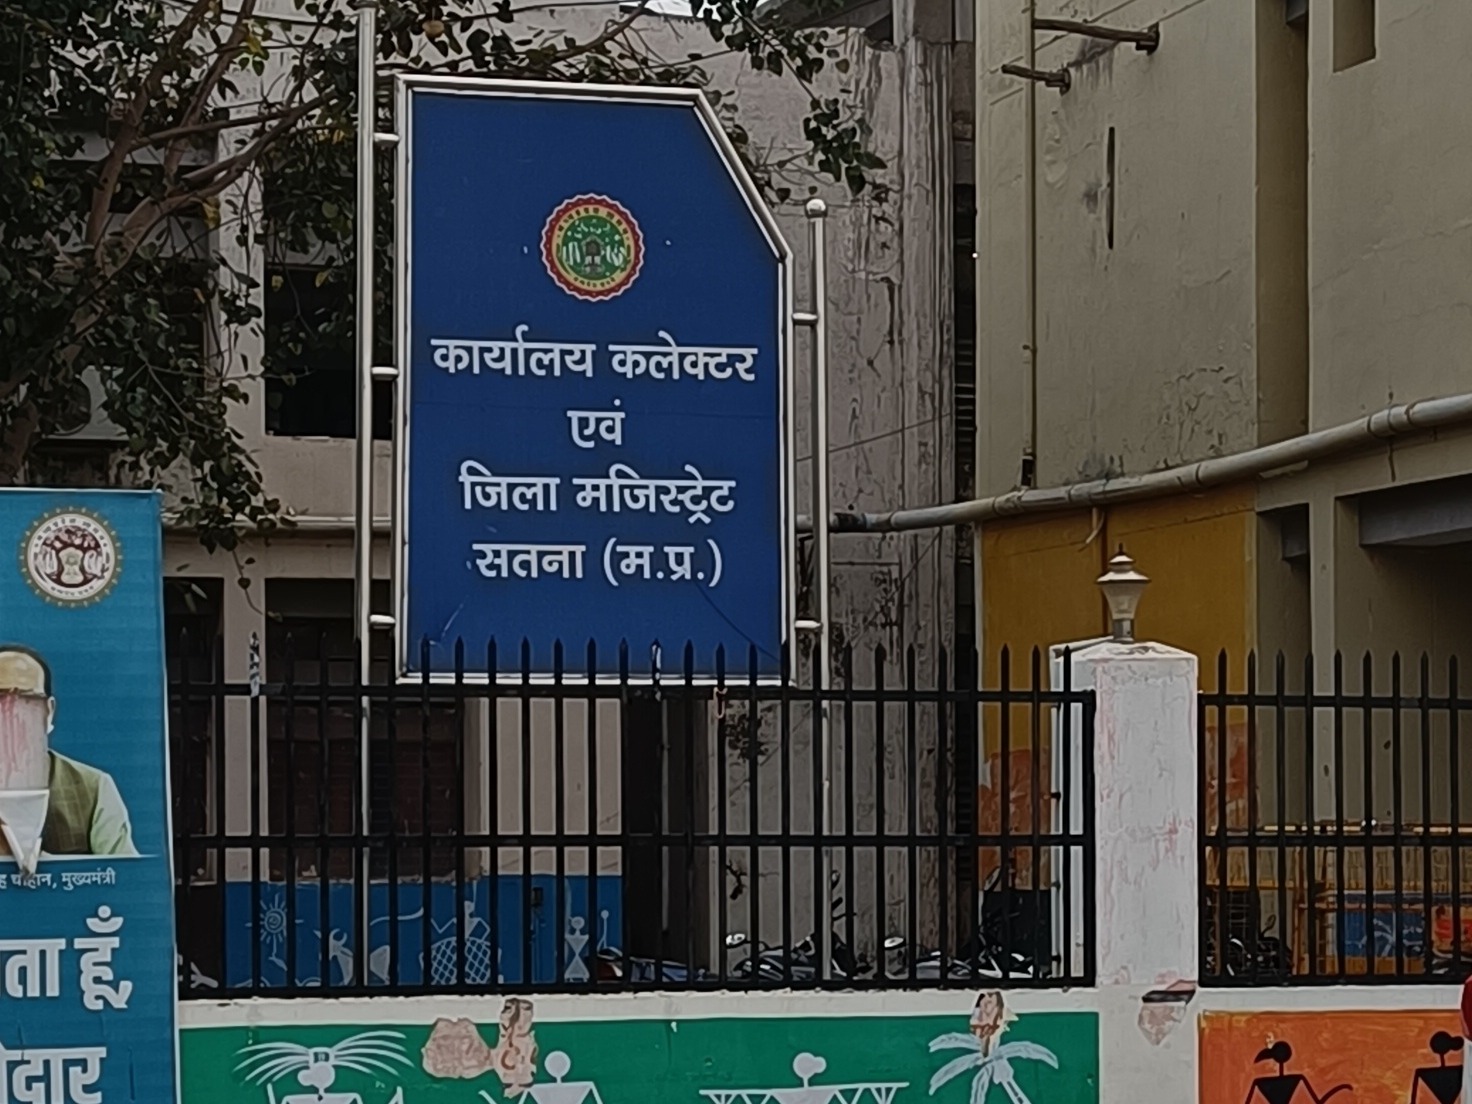 कार्यालय कलेक्टर
एवं
जिला मजिस्ट्रेट
सतना (म.प्र.)
चौहान, मुख्यमंत्री
हूँ,